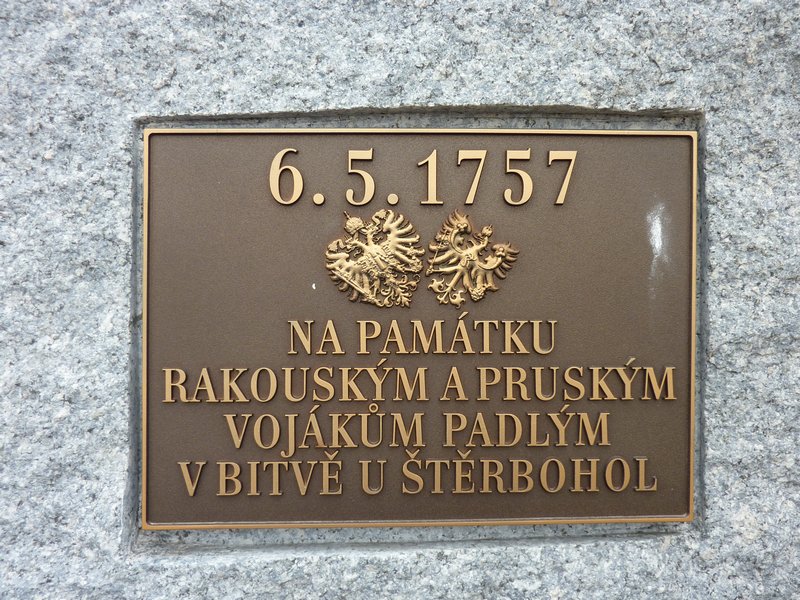 6. 5. 1757
NA PAMÁTKU
RAKOUSKÝM A PRUSKÝM
VOJÁKŮM PADLÝM
V BITVĚ U ŠTĚRBOHOL